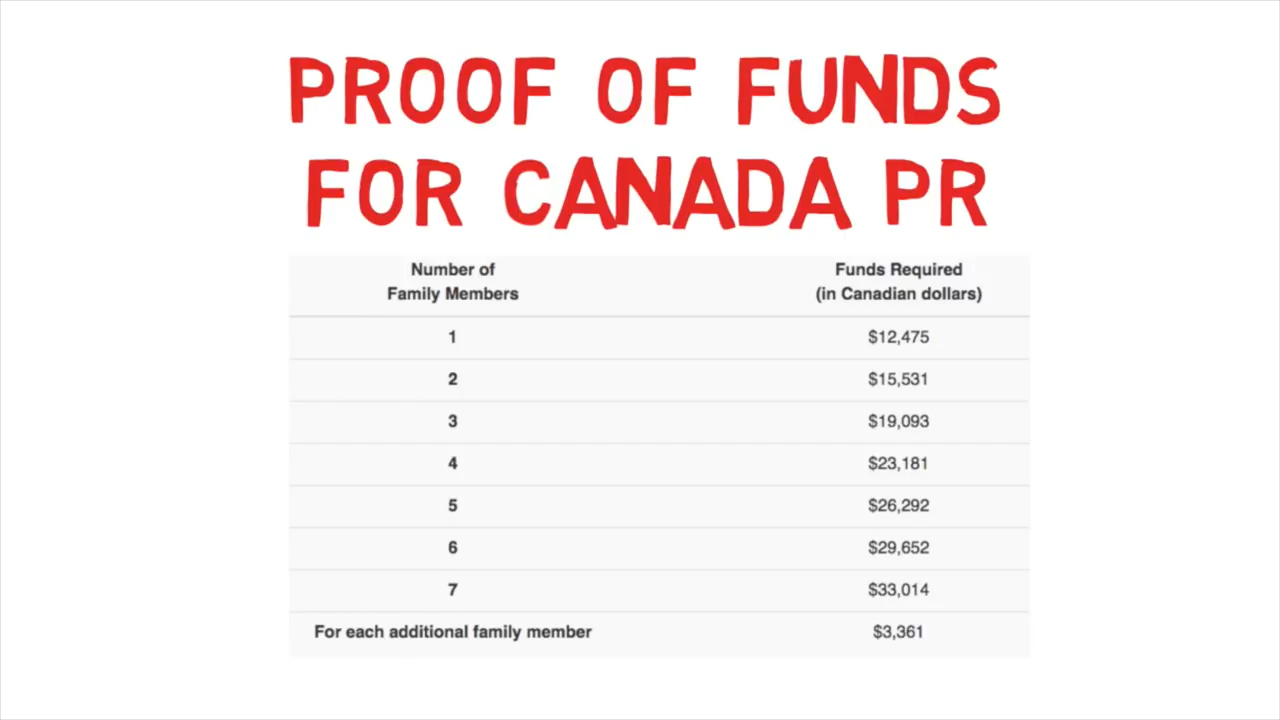 PROOF OF FUNDS
FOR CANADA PR
Number of Family Members Funds Required (in Canadian dollars)
1 $12,475
2 $15,531
3 $19,093
4 $23,181
5 $26,292
6 $29,652
7 $33,014
For each additional family member $3,361